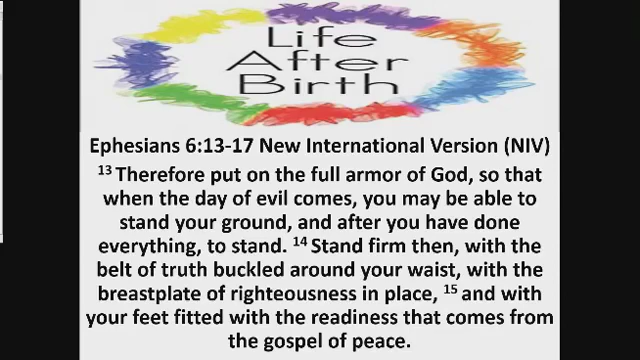 Life
After
Birth
Ephesians 6:13-17 New International Version (NIV)
13 Therefore put on the full armor of God, so that
when the day of evil comes, you may be able to
stand your ground, and after you have done
everything, to stand. 14 Stand firm then, with the
belt of truth buckled around your waist, with the
breastplate of righteousness in place, 15 and with
your feet fitted with the readiness that comes from
the gospel of peace.